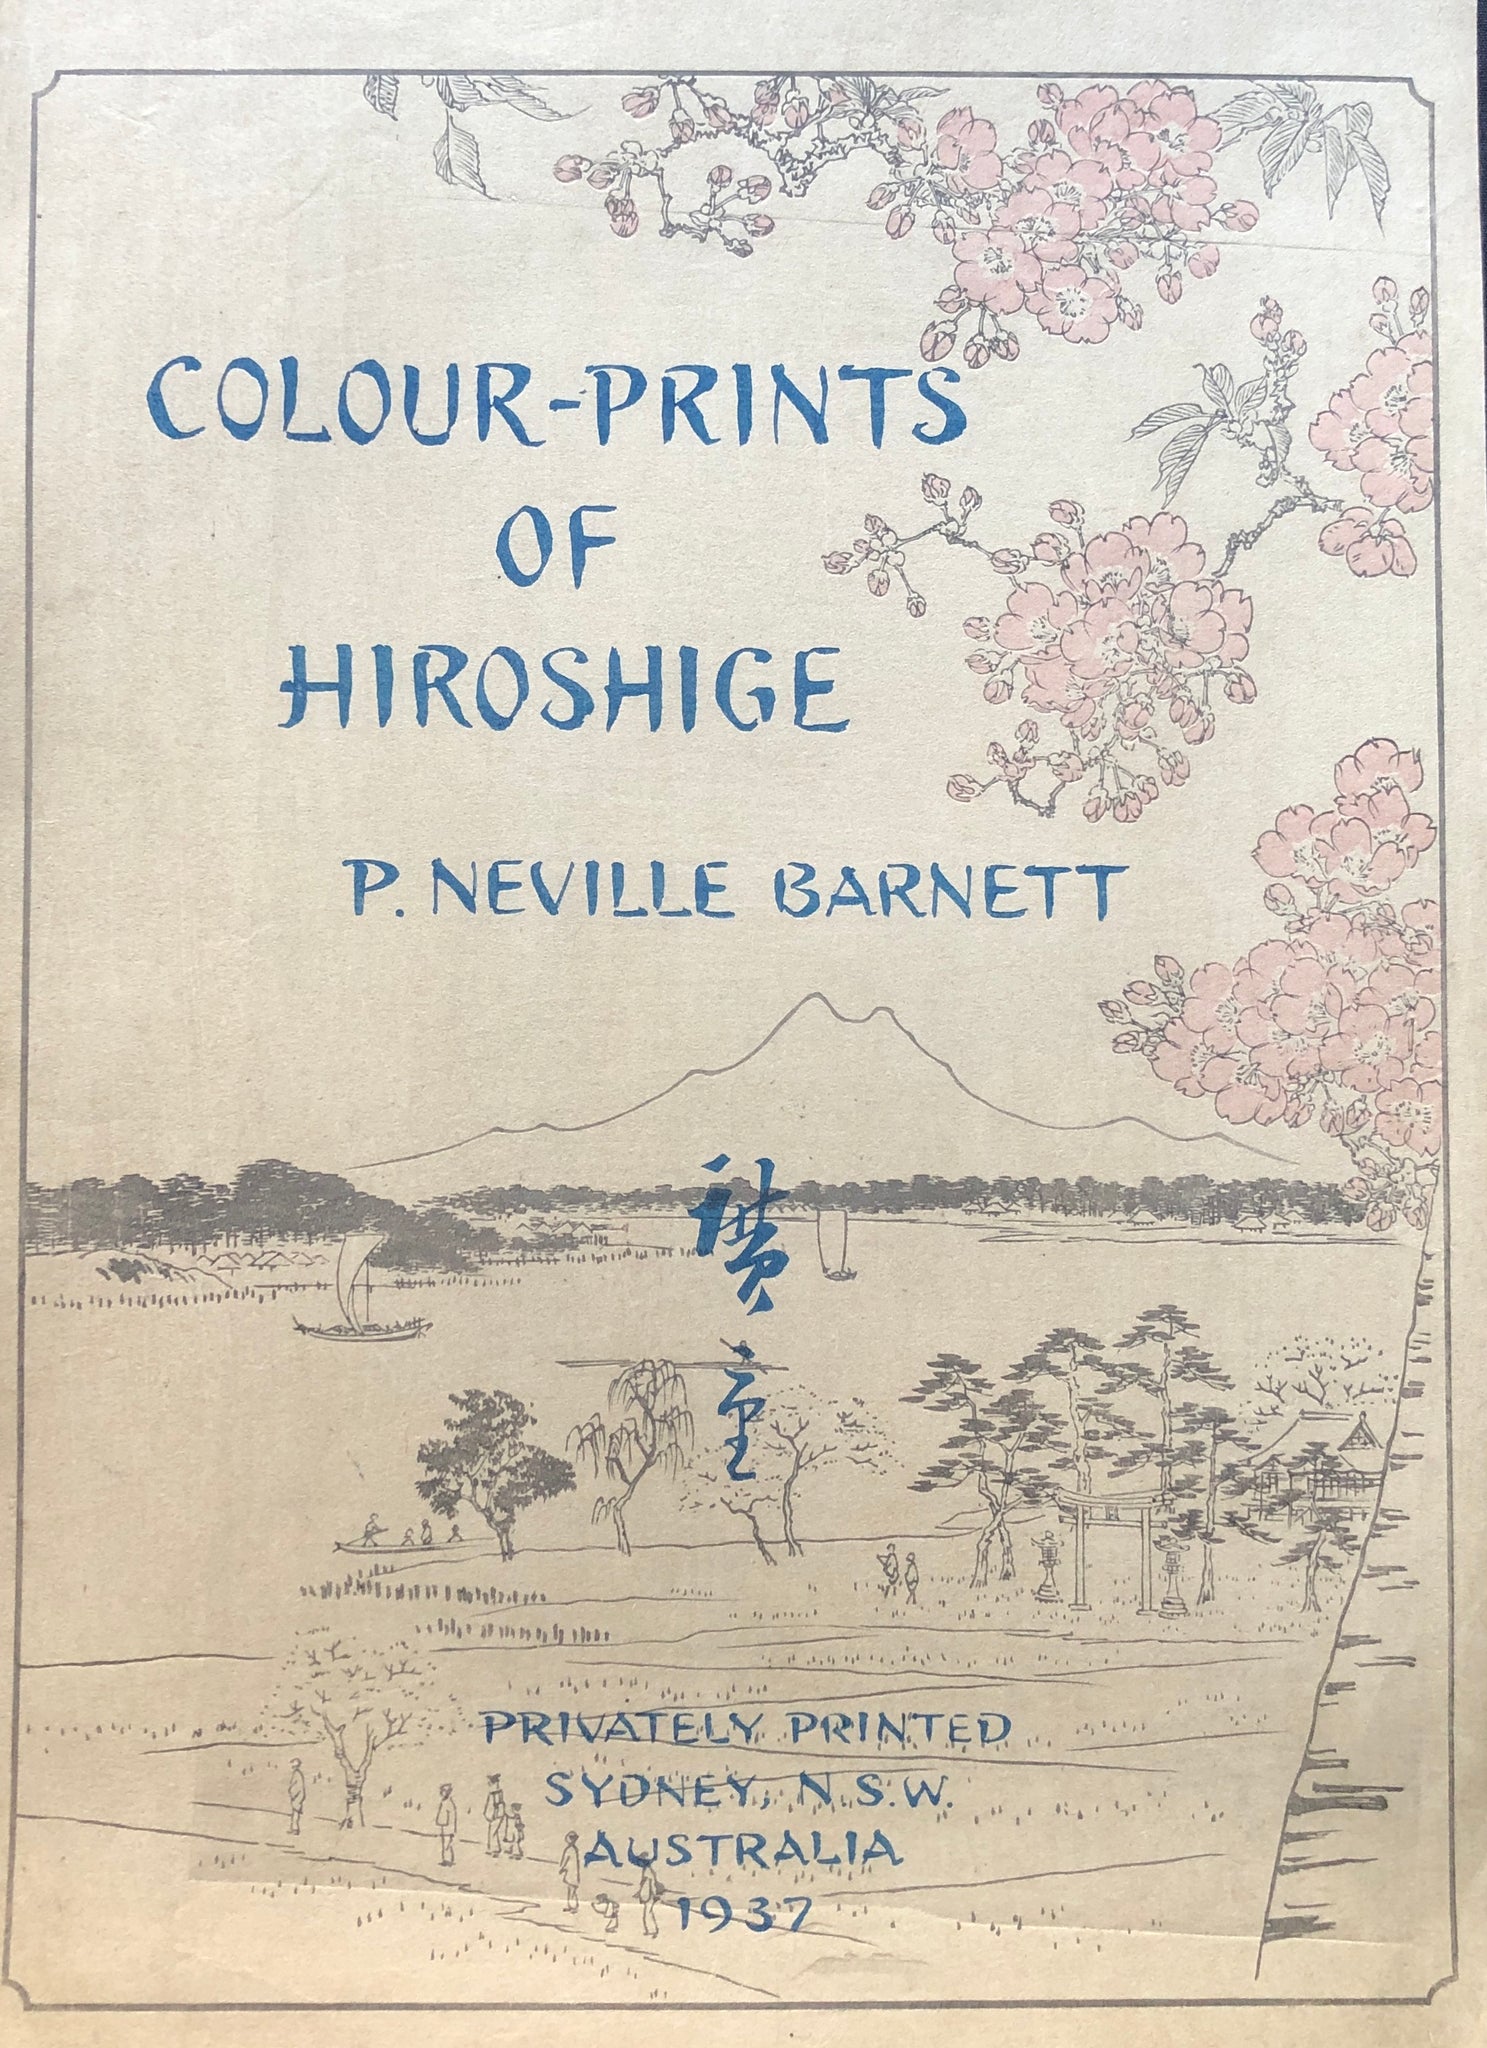 COLOUR-PRINTS
OF
HIROSHIGE
P. NEVILLE BARNETT
廣重
PRIVATELY PRINTED
SYDNEY, N.S.W.
AUSTRALIA
1937